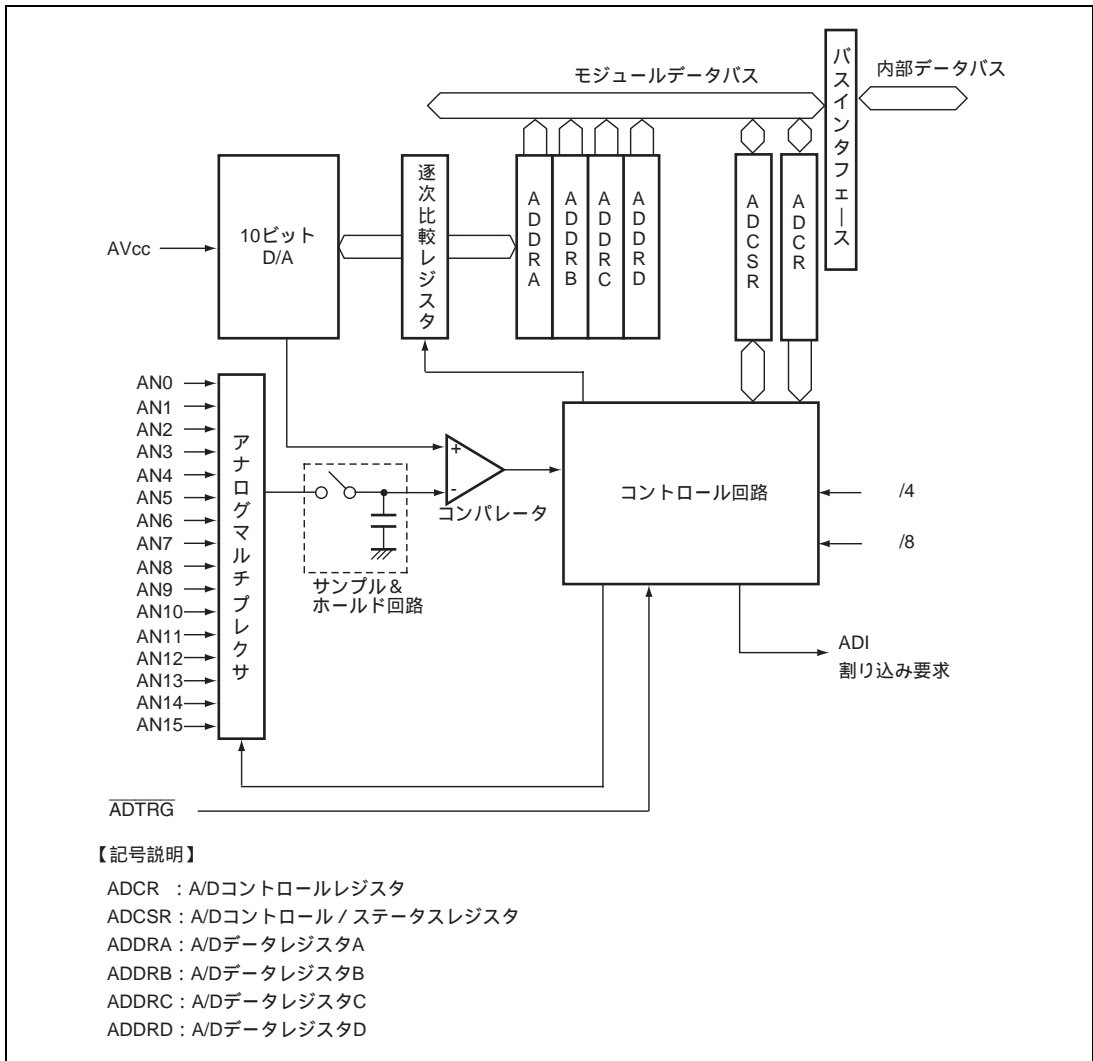 モジュールデータバス
バスインタフェース
内部データバス
AVcc
10ビット
D/A
逐次比較レジスタ
ADDRA
ADDRB
ADDRC
ADDRD
ADCSR
ADCR
AN0
AN1
AN2
AN3
AN4
AN5
AN6
AN7
AN8
AN9
AN10
AN11
AN12
AN13
AN14
AN15
アナログマルチプレクサ
サンプル&
ホールド回路
+
-
コンパレータ
コントロール回路
/4
/8
ADI
割り込み要求
ADTRG
【記号説明】
ADCR :A/Dコントロールレジスタ
ADCSR:A/Dコントロール/ステータスレジスタ
ADDRA:A/DデータレジスタA
ADDRB:A/DデータレジスタB
ADDRC:A/DデータレジスタC
ADDRD:A/DデータレジスタD